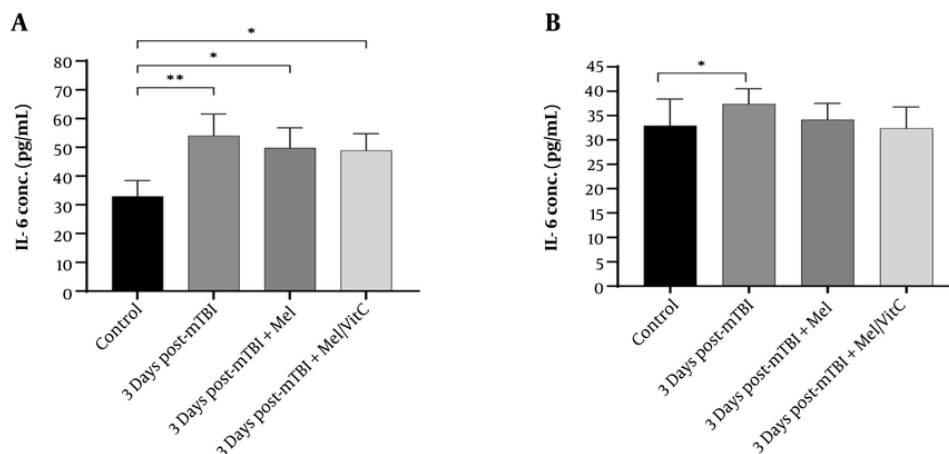 A
*
*
**
80
70
60
50
40
30
20
10
0
IL- 6 conc. (pg/mL)
Control
3 Days post-mTBI
3 Days post-mTBI + Mel
3 Days post-mTBI + Mel/VitC
B
*
45
40
35
30
25
20
15
10
5
0
IL- 6 conc. (pg/mL)
Control
3 Days post-mTBI
3 Days post-mTBI + Mel
3 Days post-mTBI + Mel/VitC